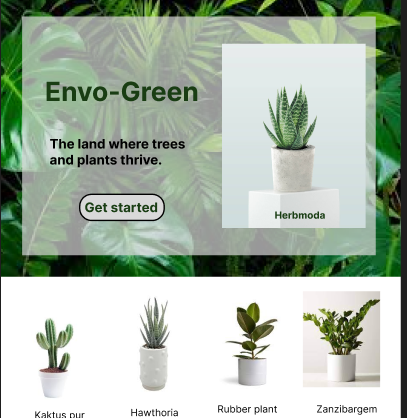 Envo-Green
The land where trees
and plants thrive.
Get started
Herbmoda
Kaktus pur
Hawthoria
Rubber plant
Zanzibargem